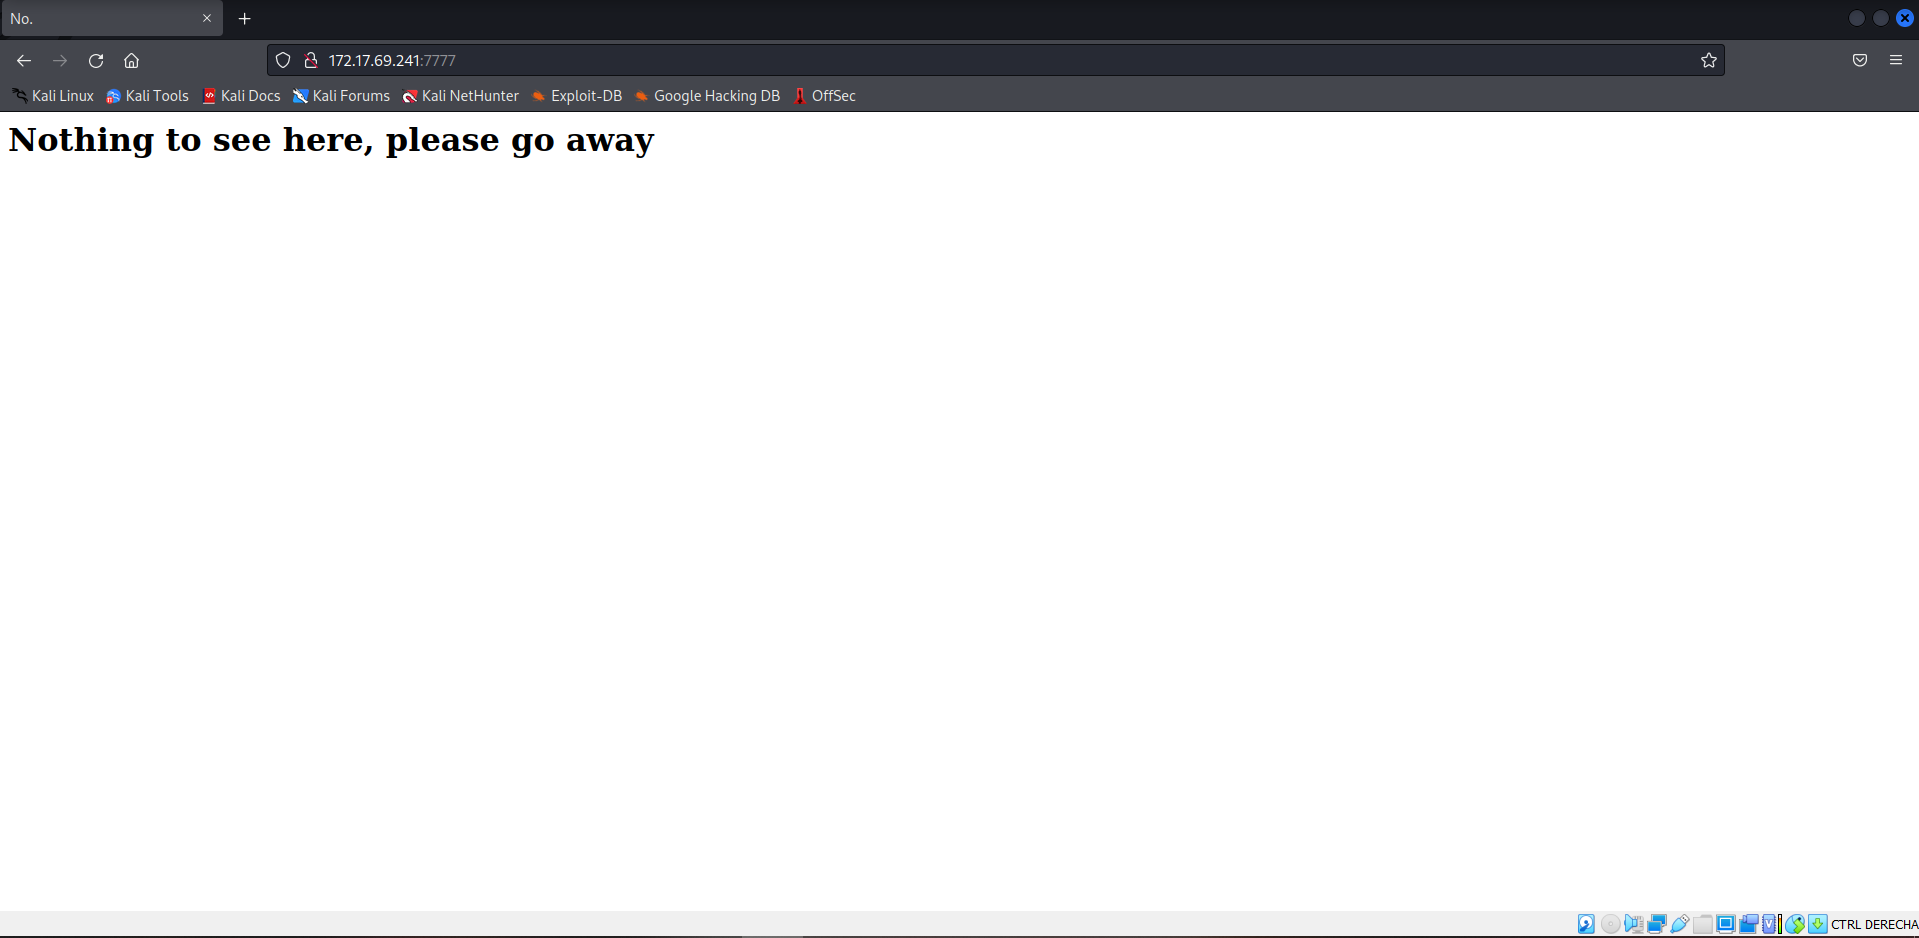 No.
172.17.69.241:7777
Kali Linux Kali Tools Kali Docs Kali Forums Kali NetHunter Exploit-DB Google Hacking DB OffSec
Nothing to see here, please go away
CTRL DERECHA